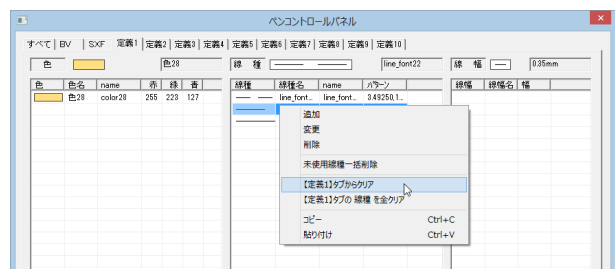 ペンコントロールパネル
すべて BV SXF 定義1 定義2 定義3 定義4 定義5 定義6 定義7 定義8 定義9 定義10
色 色28 線 種 line_font22 線 幅 0.35mm
色 色名 name 赤 緑 青 線種 線種名 name パターン 線幅 線幅名 幅
色28 color28 255 223 127 line_font... line_font... 3.49250,1...
追加
変更
削除
未使用線種一括削除
【定義1】タブからクリア
【定義1】タブの 線種 を全クリア
コピー Ctrl+C
貼り付け Ctrl+V